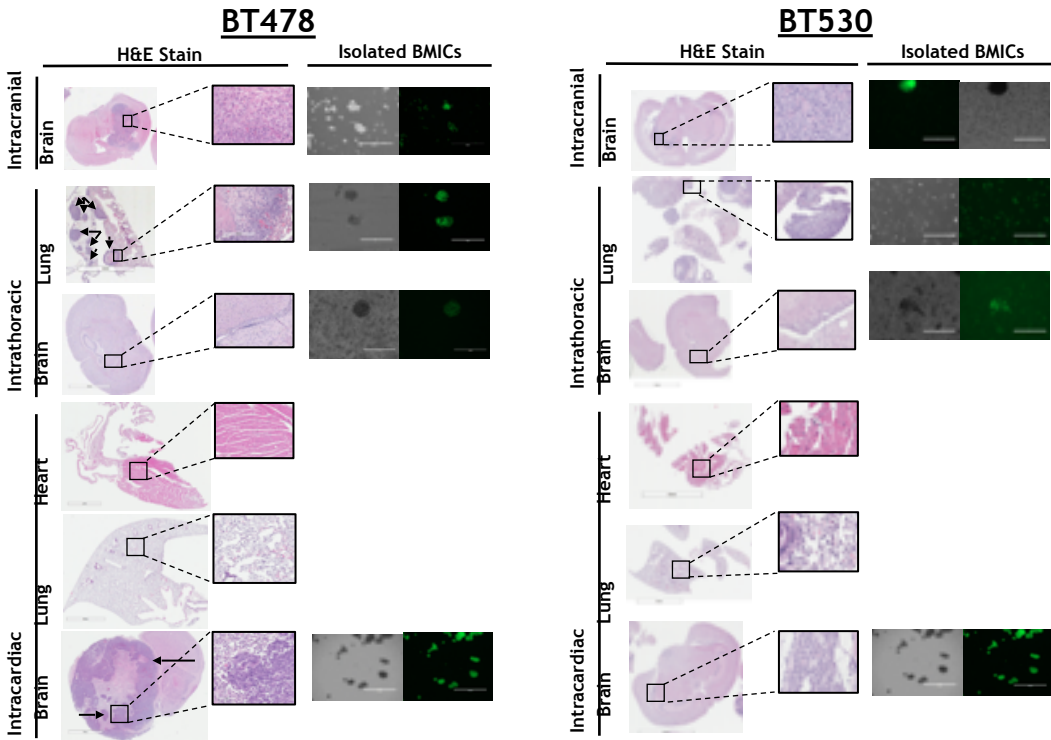 BT478
H&E Stain
Isolated BMICs
Intracranial
Brain
Intrathoracic
Lung
Brain
Intracardiac
Heart
Lung
Brain
BT530
H&E Stain
Isolated BMICs
Intracranial
Brain
Intrathoracic
Lung
Brain
Intracardiac
Heart
Lung
Brain